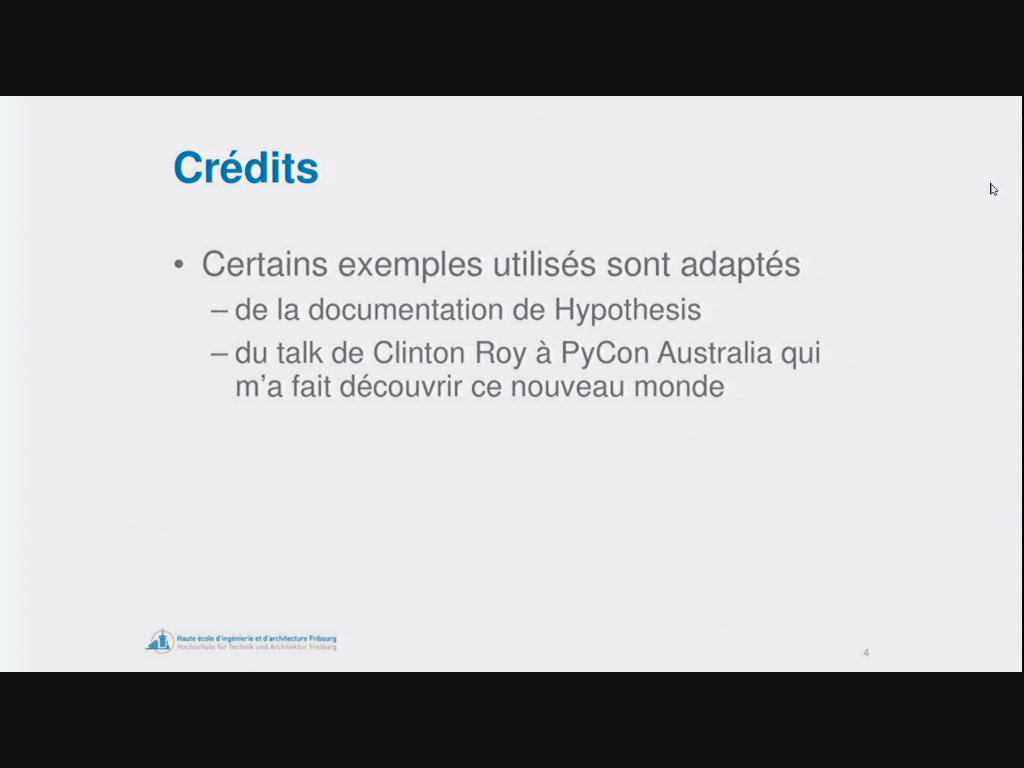 Crédits
• Certains exemples utilisés sont adaptés
– de la documentation de Hypothesis
– du talk de Clinton Roy à PyCon Australia qui
m’a fait découvrir ce nouveau monde
Haute école d'ingénierie et d'architecture Fribourg
Hochschule für Technik und Architektur Freiburg
4